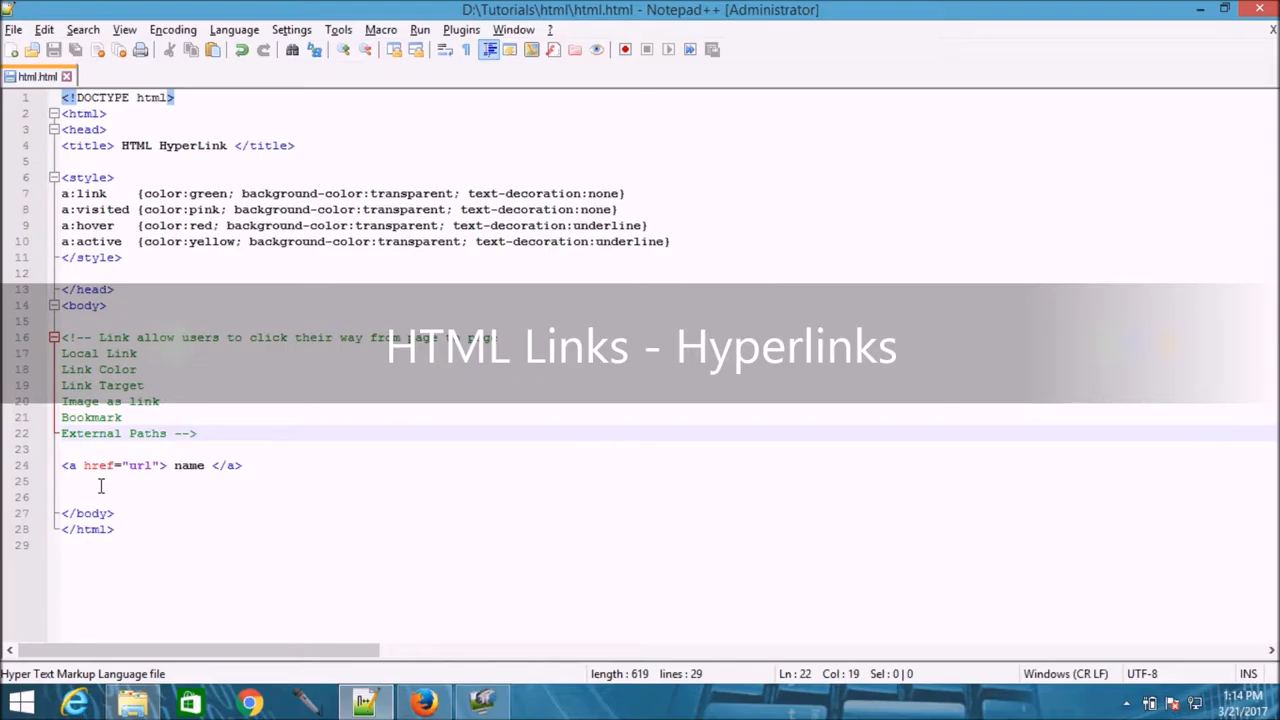 D:\Tutorials\html\html.html - Notepad++ [Administrator]
File Edit Search View Encoding Language Settings Tools Macro Run Plugins Window ? X
html.html
1 <!DOCTYPE html>
2 <html>
3 <head>
4 <title> HTML HyperLink </title>
5
6 <style>
7 a:link {color:green; background-color:transparent; text-decoration:none}
8 a:visited {color:pink; background-color:transparent; text-decoration:none}
9 a:hover {color:red; background-color:transparent; text-decoration:underline}
10 a:active {color:yellow; background-color:transparent; text-decoration:underline}
11 </style>
12
13 </head>
14 <body>
15
16 <!-- Link allow users to click their way from page to page
HTML Links - Hyperlinks
17 Local Link
18 Link Color
19 Link Target
20 Image as link
21 Bookmark
22 External Paths -->
23
24 <a href="url"> name </a>
25
26
27 </body>
28 </html>
29
Hyper Text Markup Language file length : 619 lines : 29 Ln : 22 Col : 19 Sel : 0 | 0 Windows (CR LF) UTF-8 INS
1:14 PM
3/21/2017